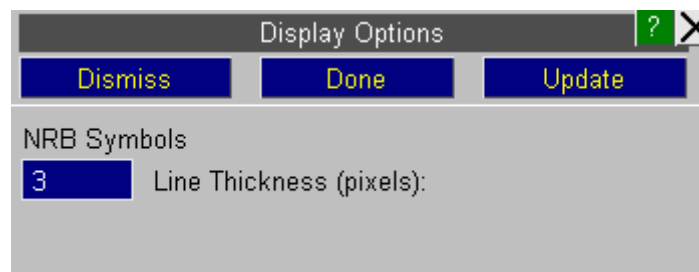 Display Options ?
Dismiss Done Update
NRB Symbols
3 Line Thickness (pixels):